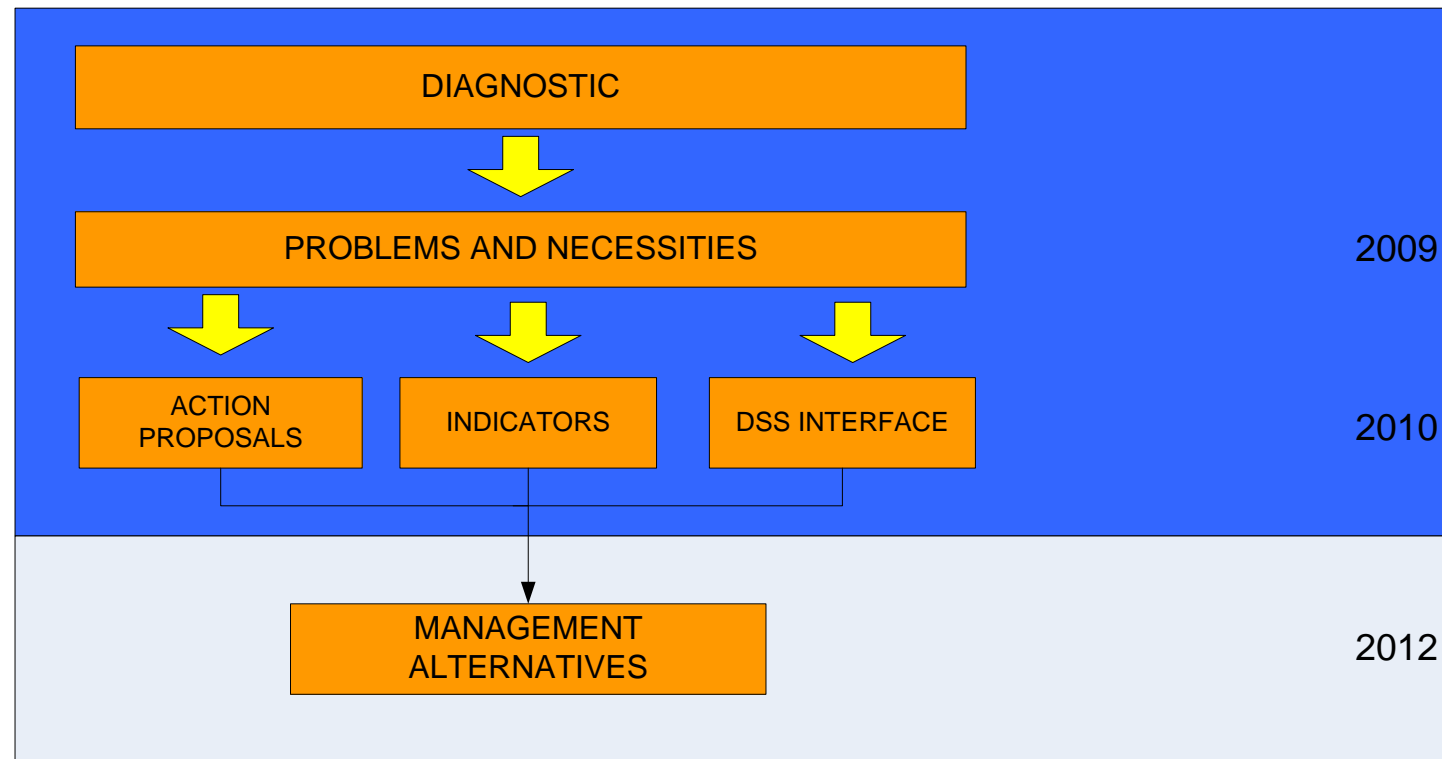 DIAGNOSTIC
PROBLEMS AND NECESSITIES
2009
ACTION
PROPOSALS
INDICATORS
DSS INTERFACE
2010
MANAGEMENT
ALTERNATIVES
2012